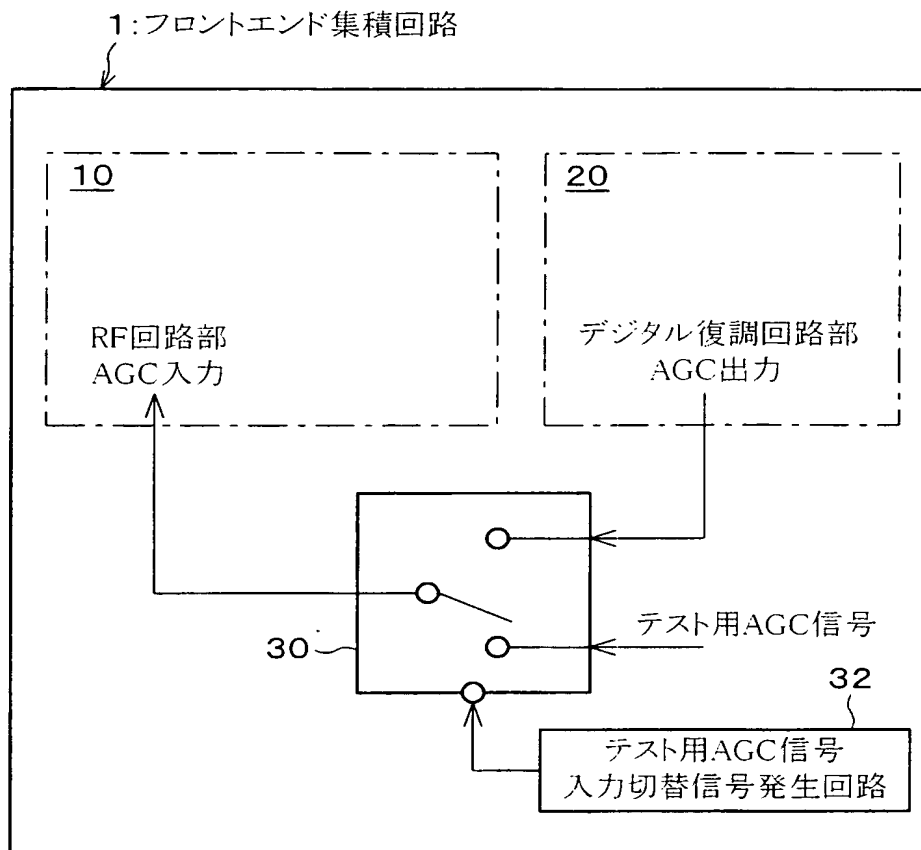 1:フロントエンド集積回路
10
20
RF回路部
AGC入力
デジタル復調回路部
AGC出力
30
テスト用AGC信号
32
テスト用AGC信号
入力切替信号発生回路